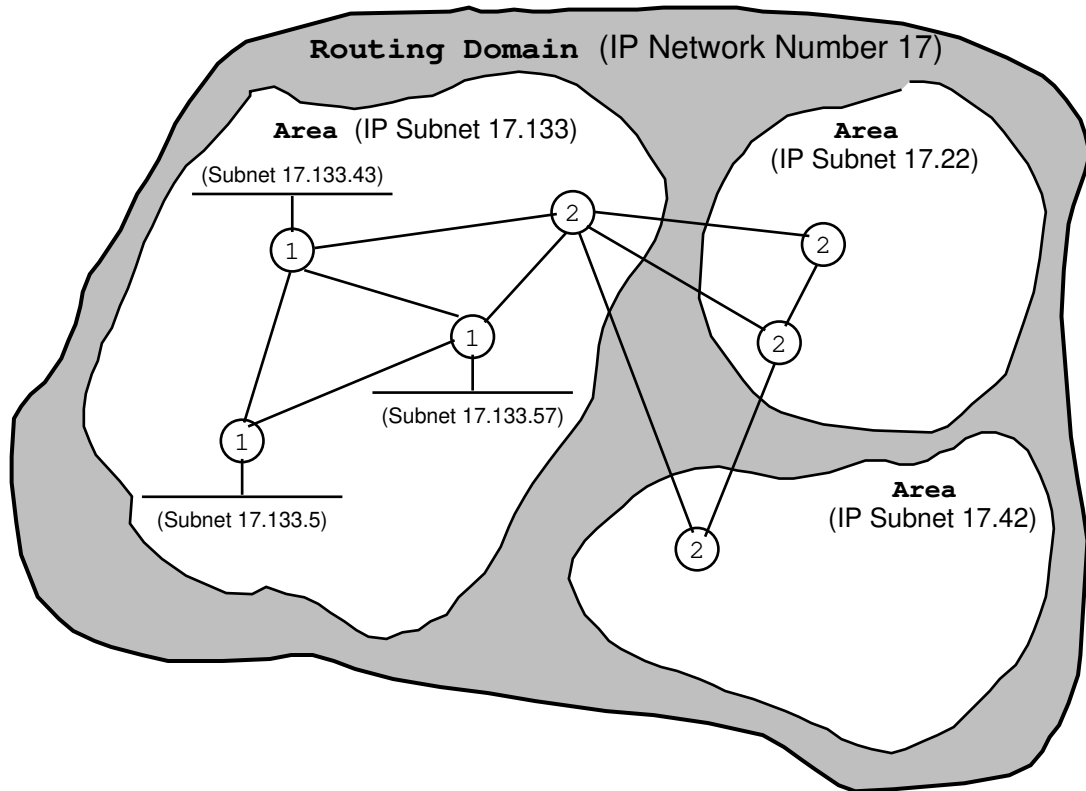 Routing Domain (IP Network Number 17)
Area (IP Subnet 17.133)
Area
(IP Subnet 17.22)
(Subnet 17.133.43)
2
1
2
1
2
(Subnet 17.133.57)
1
Area
(IP Subnet 17.42)
(Subnet 17.133.5)
2